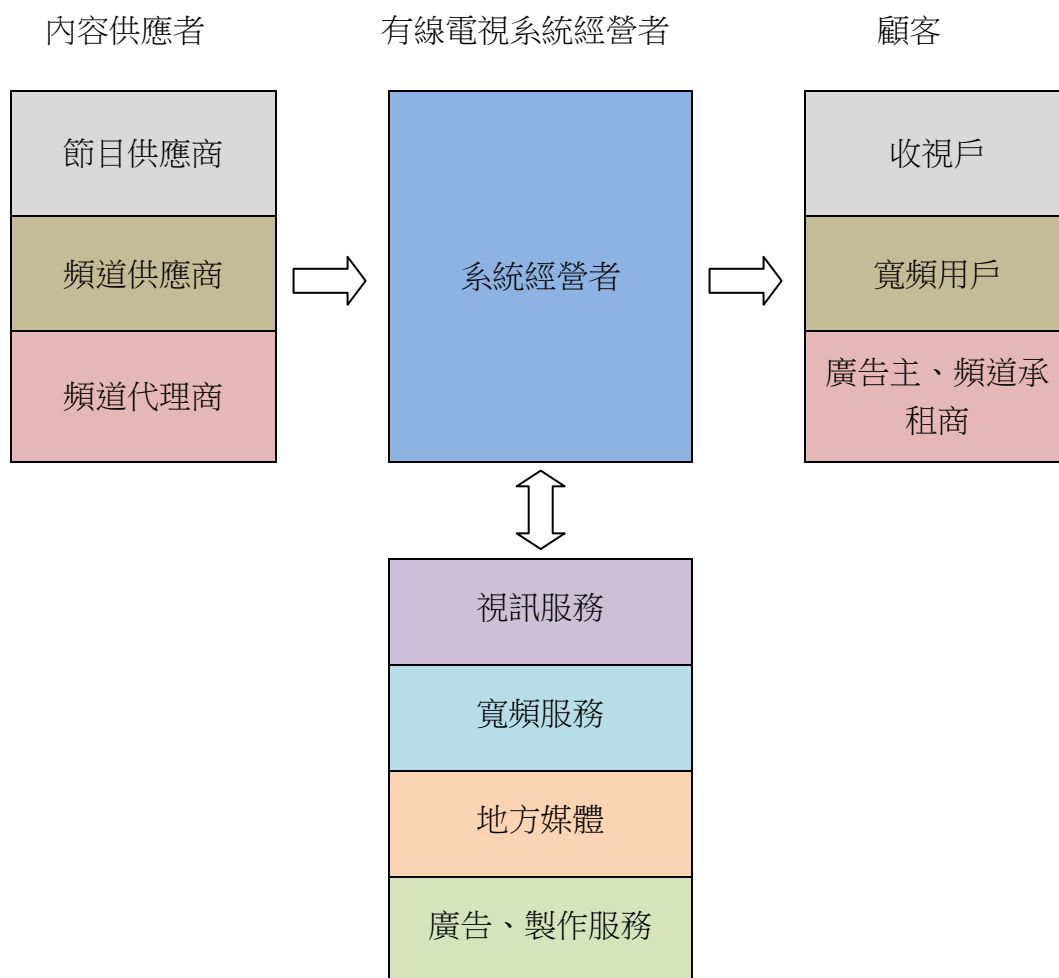 內容供應者
有線電視系統經營者
顧客
節目供應商
頻道供應商
頻道代理商
系統經營者
收視戶
寬頻用戶
廣告主、頻道承
租商
視訊服務
寬頻服務
地方媒體
廣告、製作服務